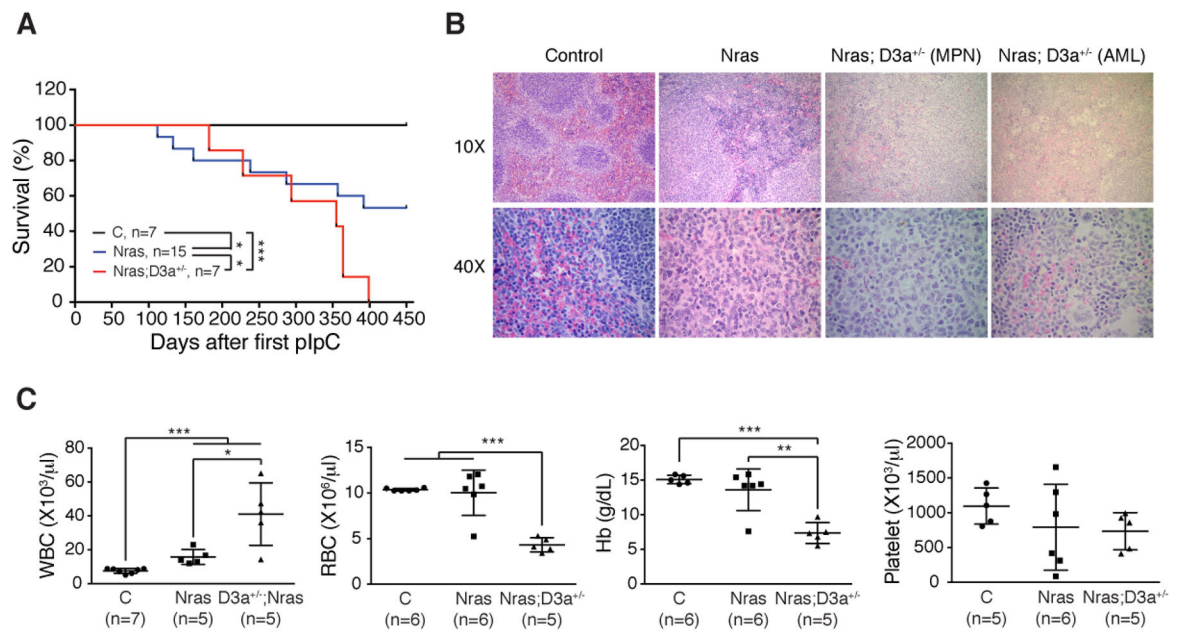 A
120
100
80
60
40
20
0
Survival (%)
C, n=7
Nras, n=15
Nras;D3a+/-, n=7
*
*
***
0 50 100 150 200 250 300 350 400 450
Days after first pIpC
B
Control Nras Nras; D3a+/- (MPN) Nras; D3a+/- (AML)
10X
40X
C
WBC (X10³/µl)
80
60
40
20
0
***
*
C Nras D3a+/-;Nras
(n=7) (n=5) (n=5)
RBC (X10⁶/µl)
15
10
5
0
***
C Nras Nras;D3a+/-
(n=6) (n=6) (n=5)
Hb (g/dL)
20
15
10
5
0
***
**
C Nras Nras;D3a+/-
(n=6) (n=6) (n=5)
Platelet (X10³/µl)
2000
1500
1000
500
0
C Nras Nras;D3a+/-
(n=5) (n=6) (n=5)